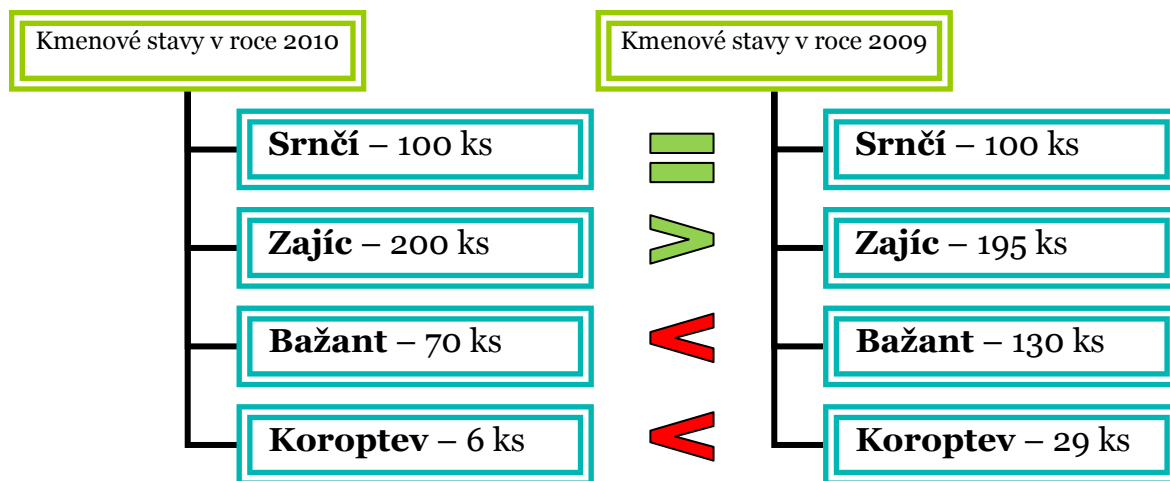 Kmenové stavy v roce 2010
Kmenové stavy v roce 2009
Srnčí – 100 ks
=
Srnčí – 100 ks
Zajíc – 200 ks
>
Zajíc – 195 ks
Bažant – 70 ks
<
Bažant – 130 ks
Koroptev – 6 ks
<
Koroptev – 29 ks